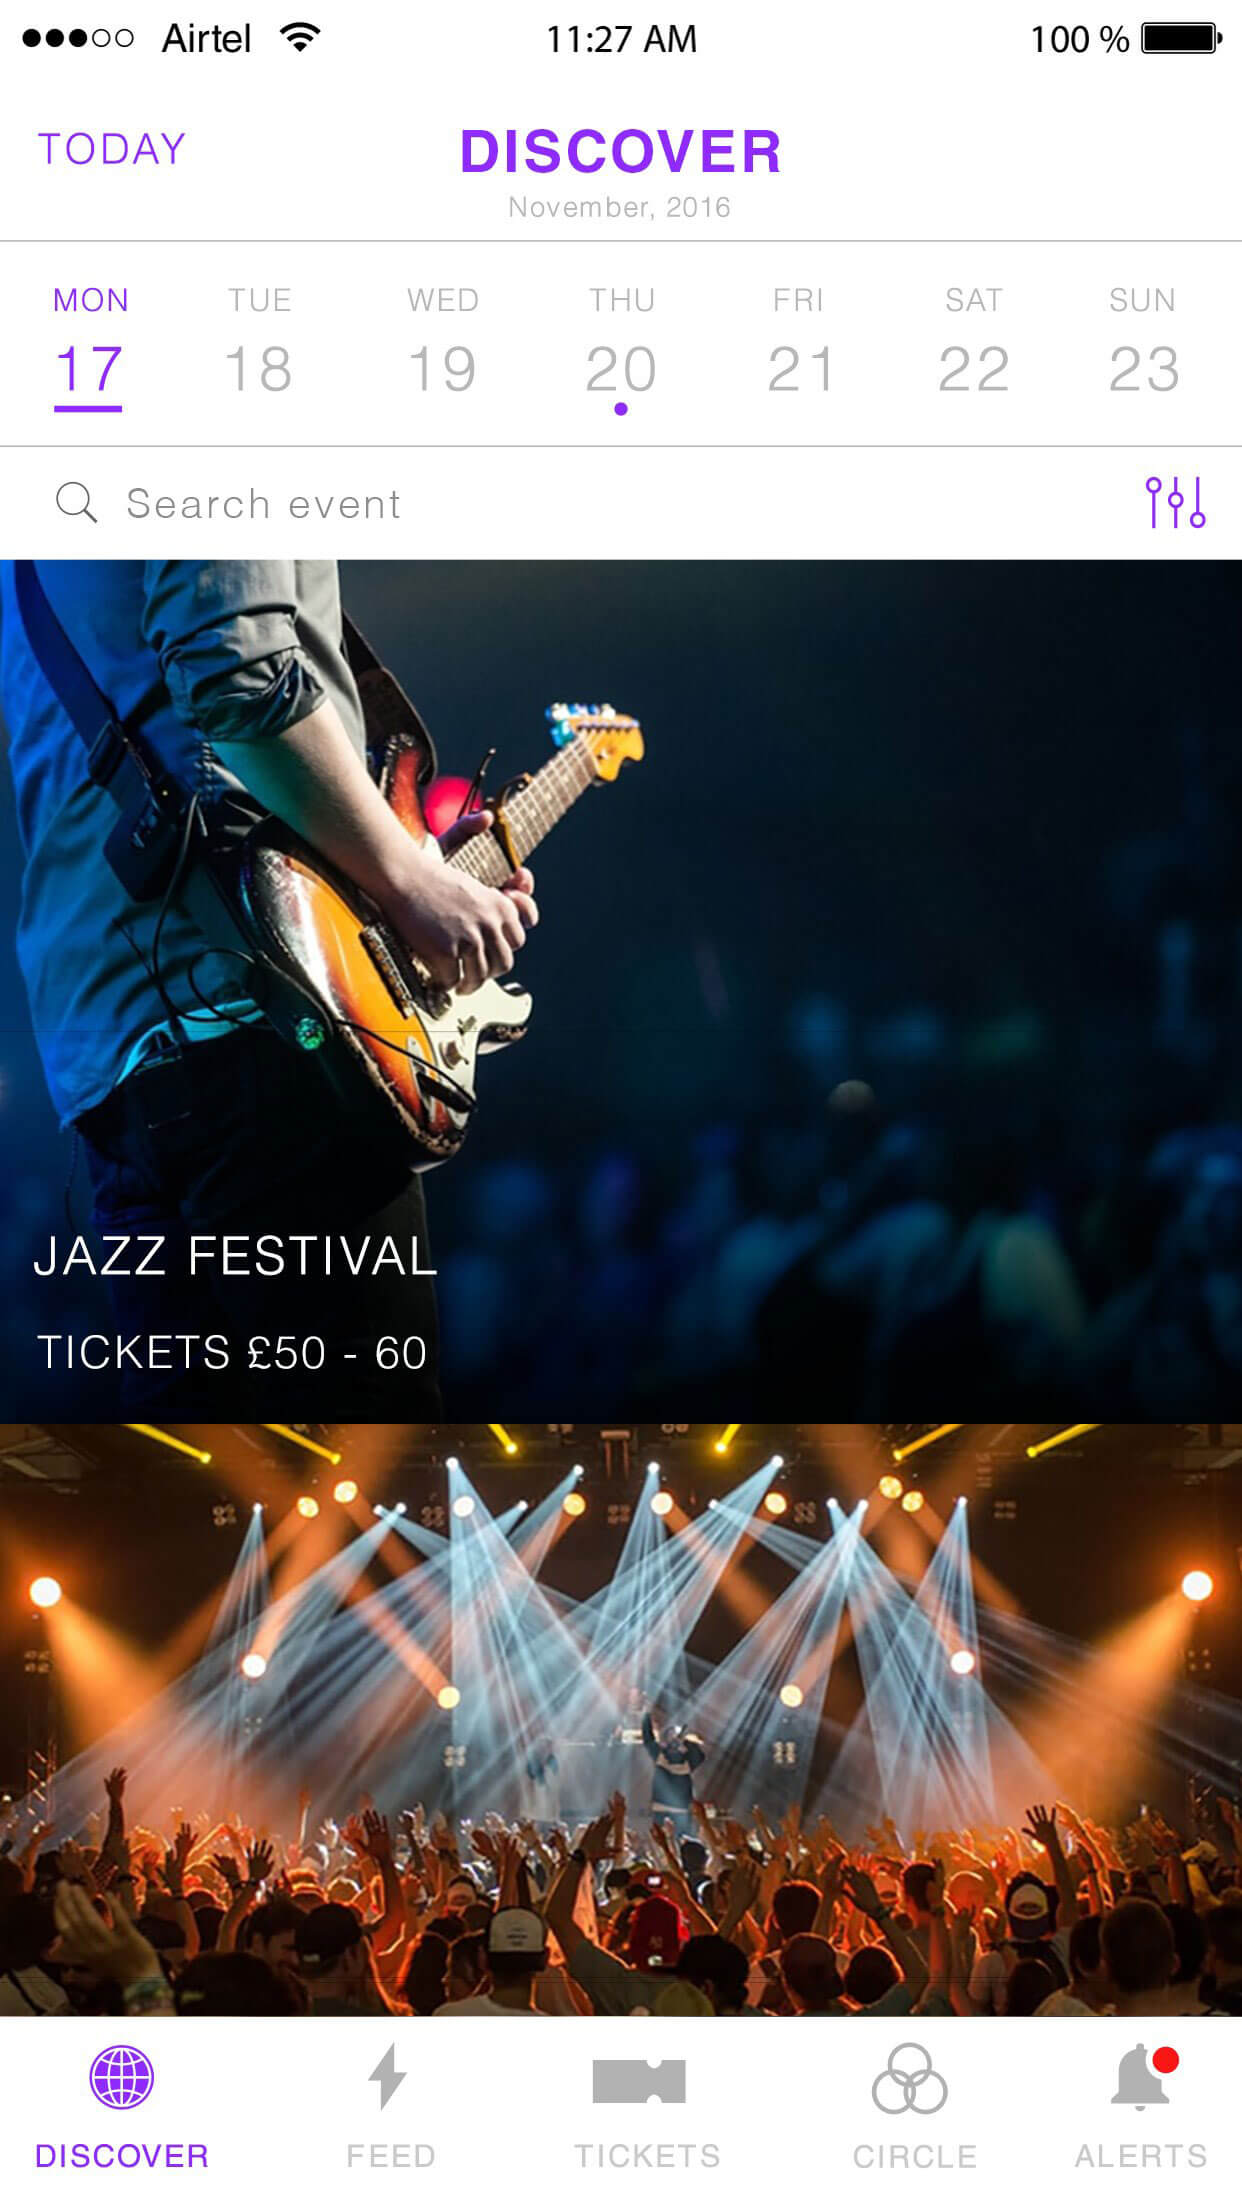 Airtel 11:27 AM 100 %
TODAY DISCOVER
November, 2016
MON TUE WED THU FRI SAT SUN
17 18 19 20 21 22 23
Search event
JAZZ FESTIVAL
TICKETS £50 - 60
DISCOVER FEED TICKETS CIRCLE ALERTS